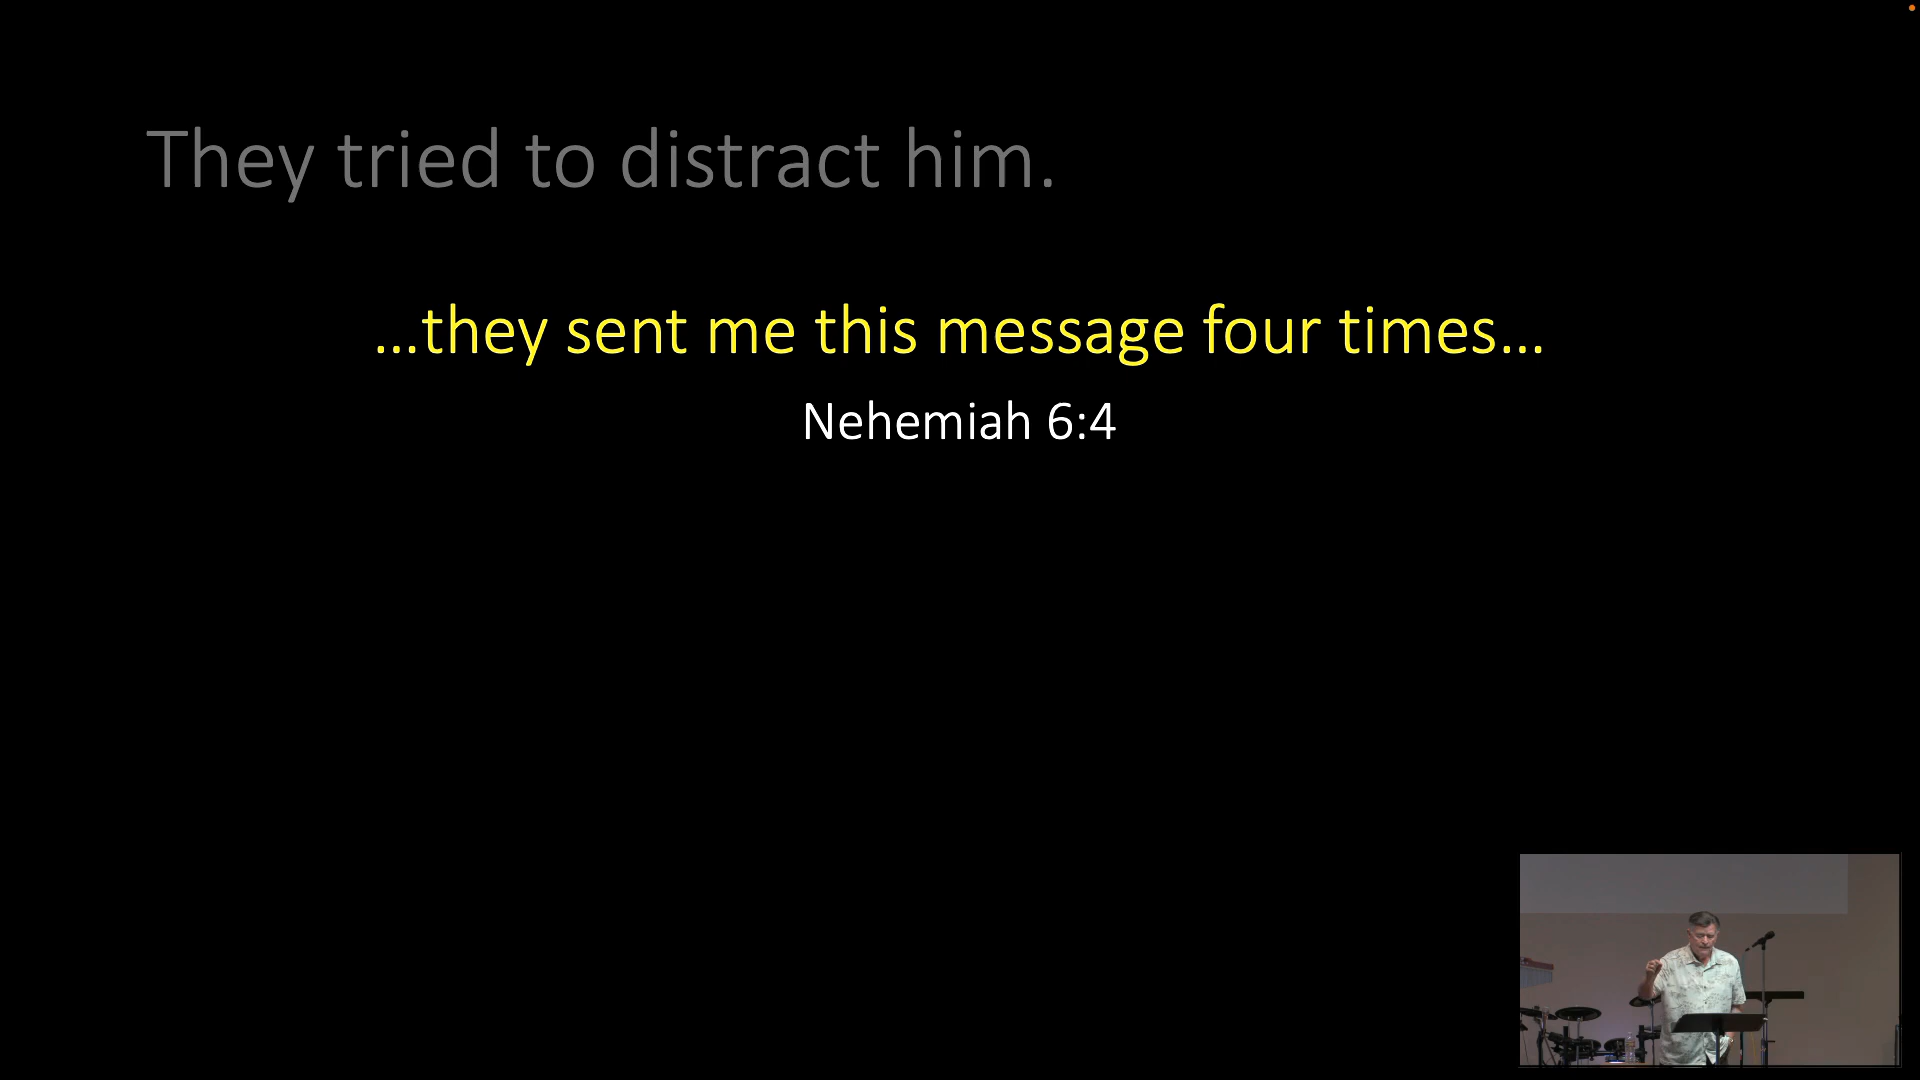 They tried to distract him.
...they sent me this message four times...
Nehemiah 6:4